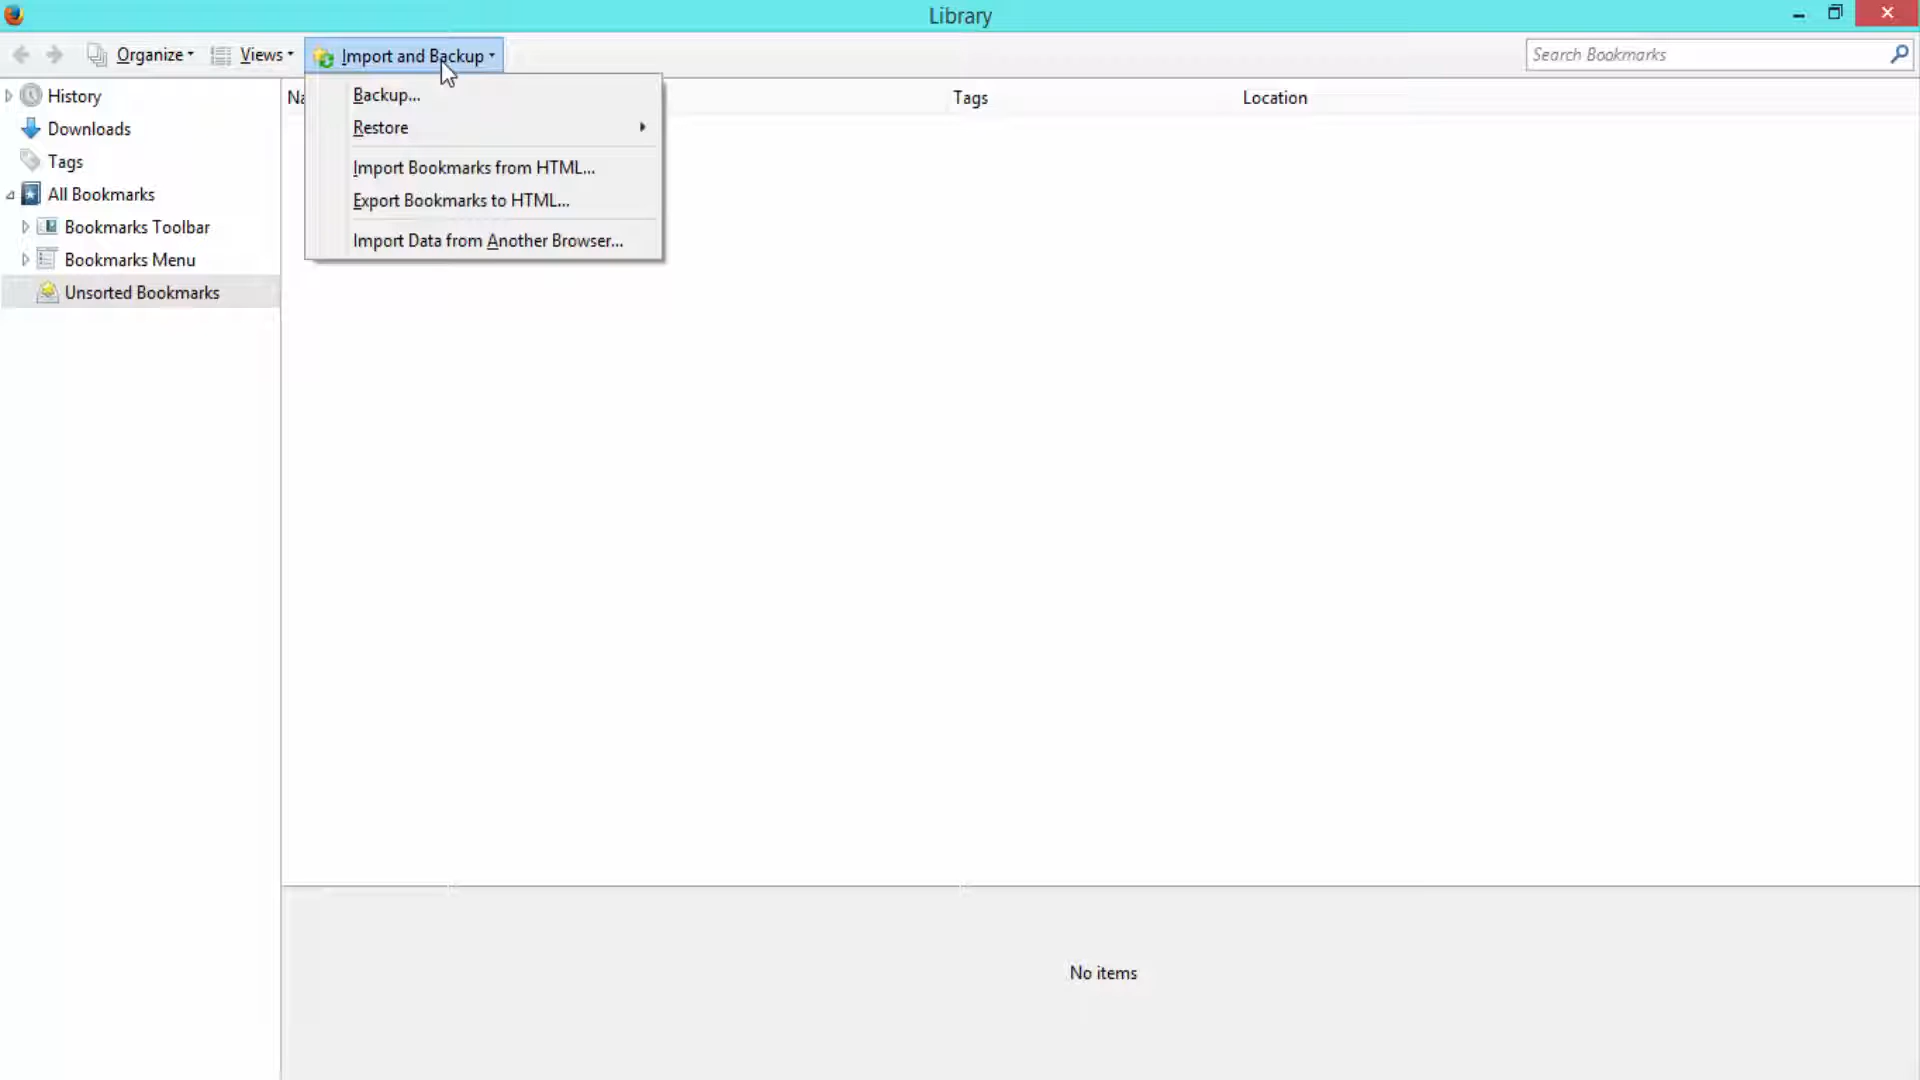 Library
Organize
Views
Import and Backup
Search Bookmarks
History
Downloads
Tags
All Bookmarks
Bookmarks Toolbar
Bookmarks Menu
Unsorted Bookmarks
Na
Tags
Location
Backup...
Restore
Import Bookmarks from HTML...
Export Bookmarks to HTML...
Import Data from Another Browser...
No items